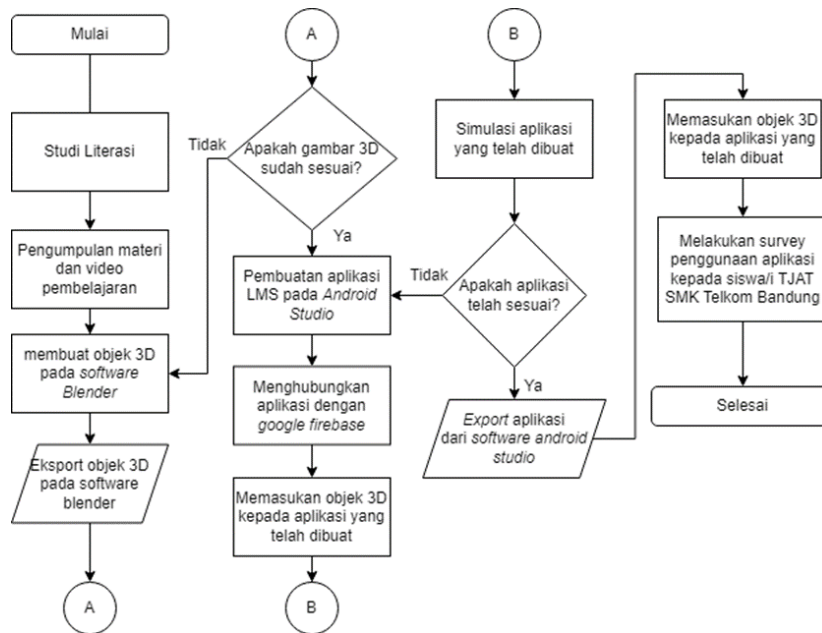 Mulai
Studi Literasi
Pengumpulan materi
dan video
pembelajaran
membuat objek 3D
pada software
Blender
Eksport objek 3D
pada software
blender
A
A
Apakah gambar 3D
sudah sesuai?
Tidak
Ya
Pembuatan aplikasi
LMS pada Android
Studio
Menghubungkan
aplikasi dengan
google firebase
Memasukan objek 3D
kepada aplikasi yang
telah dibuat
B
B
Simulasi aplikasi
yang telah dibuat
Apakah aplikasi
telah sesuai?
Tidak
Ya
Export aplikasi
dari software android
studio
Memasukan objek 3D
kepada aplikasi yang
telah dibuat
Melakukan survey
penggunaan aplikasi
kepada siswa/i TJAT
SMK Telkom Bandung
Selesai